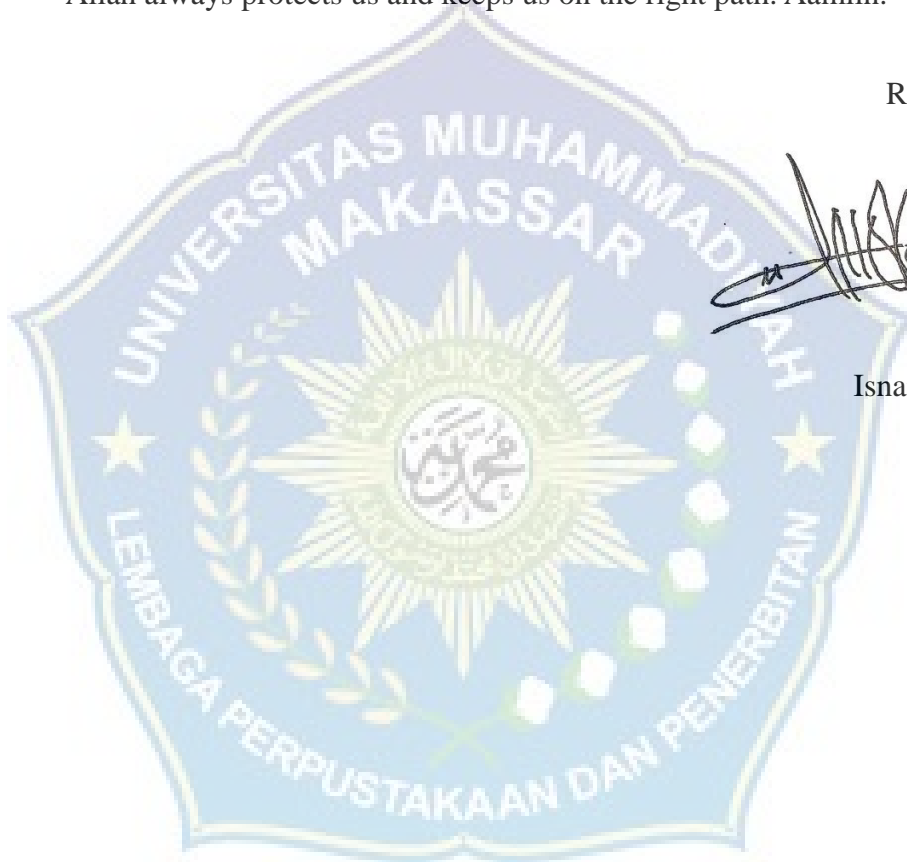 Allah always protects us and keeps us on the right path. Aamiin.
R
Isna
UNIVERSITAS MUHAMMADIYAH
MAKASSAR
LEMBAGA PERPUSTAKAAN DAN PENERBITAN